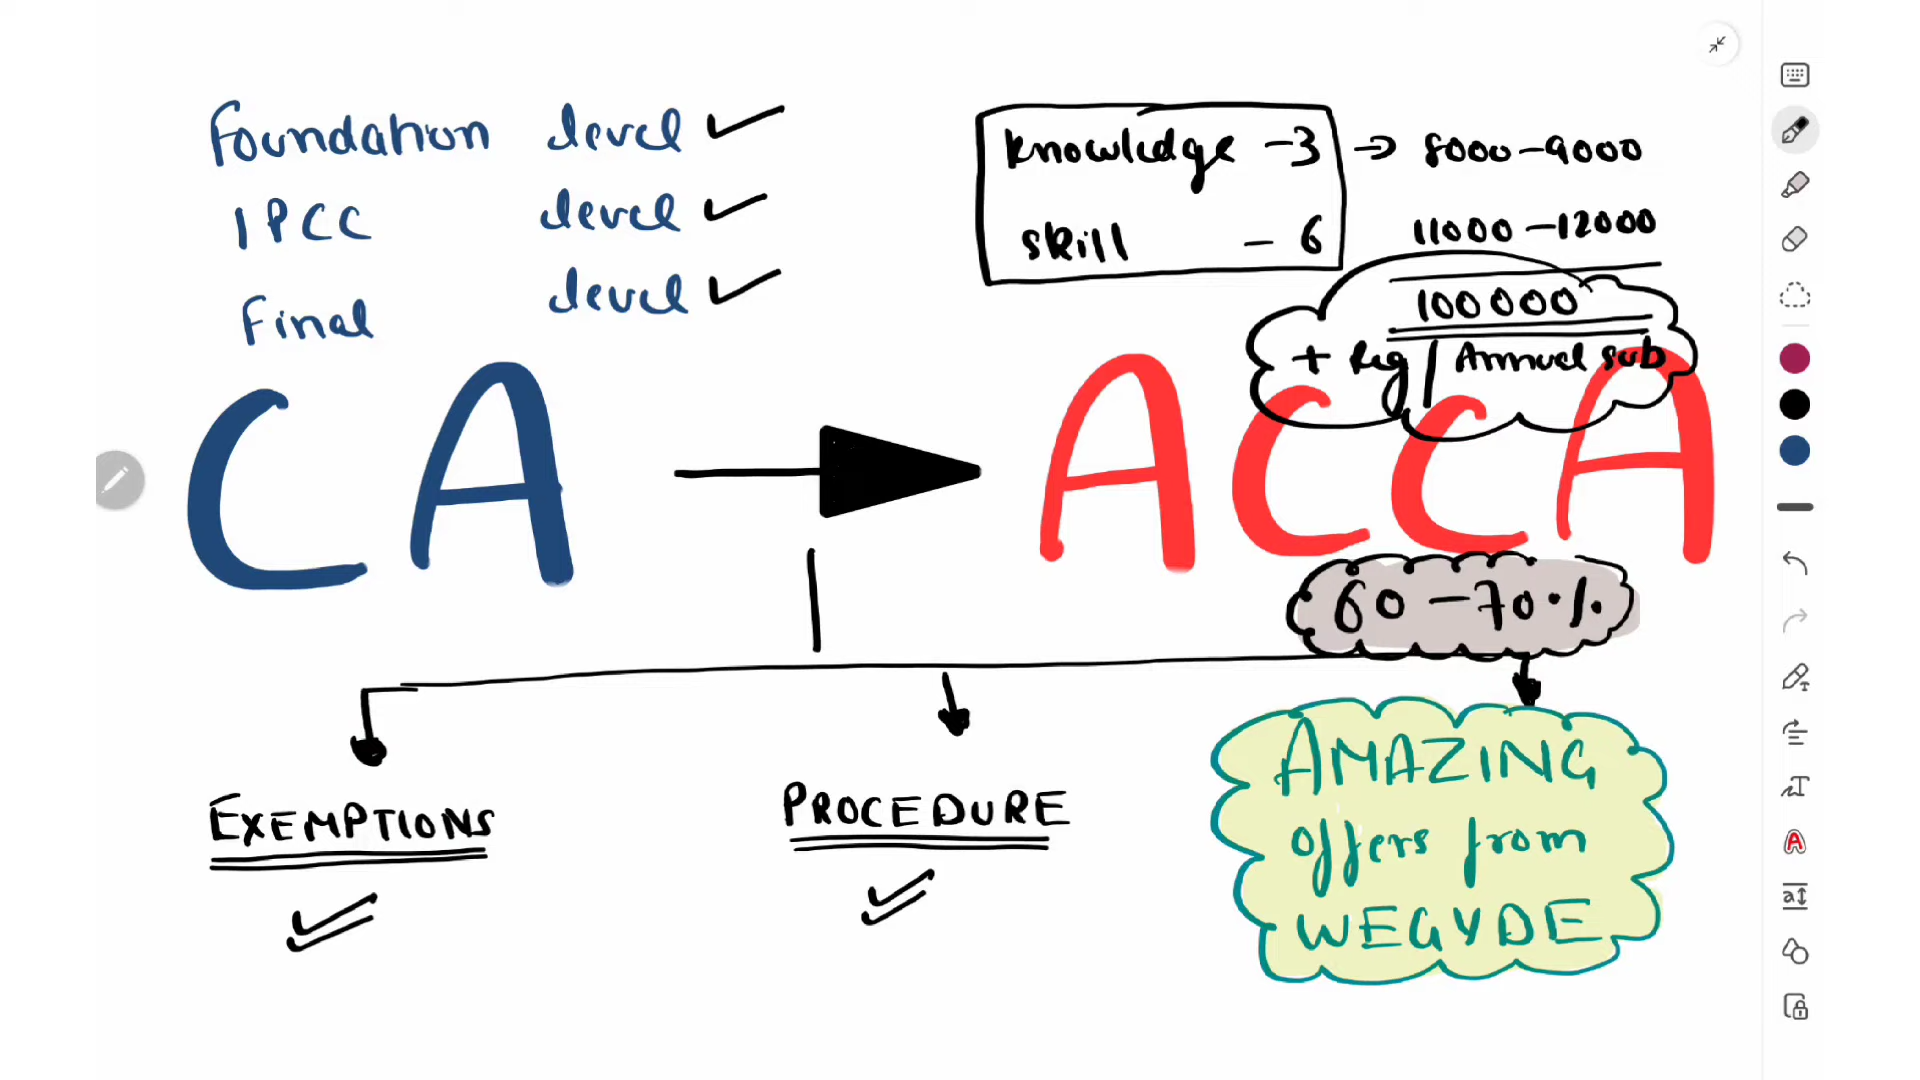 Foundation level
IPCC level
Final level
Knowledge - 3 → 8000 - 9000
Skill - 6 11000 - 12000
100000
+ Reg / Annual sub
CA
ACCA
60 - 70 %
EXEMPTIONS
PROCEDURE
AMAZING
offers from
WEGYDE